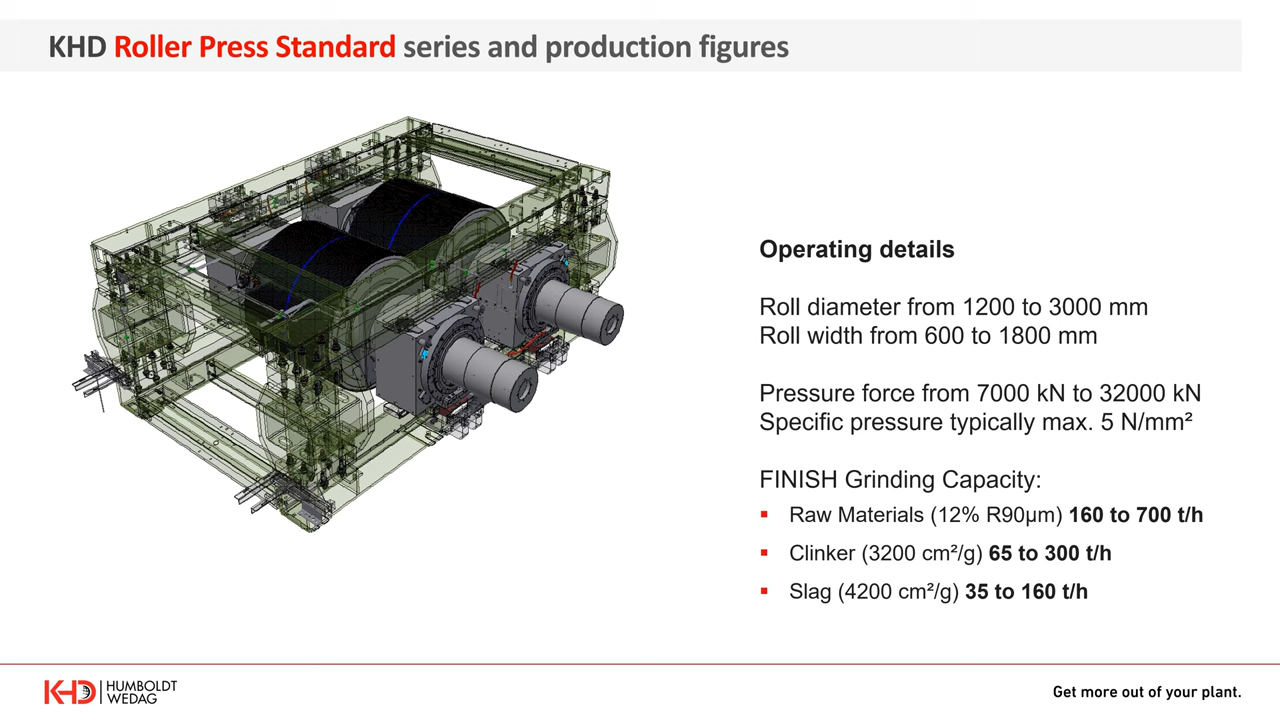 KHD Roller Press Standard series and production figures
Operating details
Roll diameter from 1200 to 3000 mm
Roll width from 600 to 1800 mm
Pressure force from 7000 kN to 32000 kN
Specific pressure typically max. 5 N/mm²
FINISH Grinding Capacity:
▪ Raw Materials (12% R90µm) 160 to 700 t/h
▪ Clinker (3200 cm²/g) 65 to 300 t/h
▪ Slag (4200 cm²/g) 35 to 160 t/h
KHD HUMBOLDT
WEDAG
Get more out of your plant.